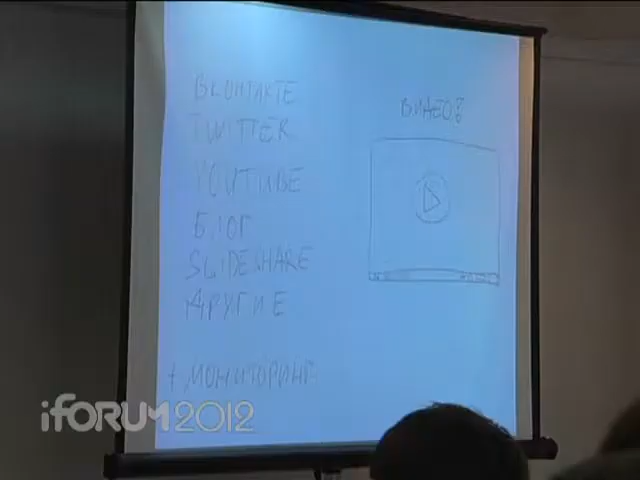 ВКОНТАКТЕ
TWITTER
YOUTUBE
БЛОГ
SLIDESHARE
ДРУГИЕ
+ МОНИТОРИНГ
ВИДЕО?
iFORUM2012